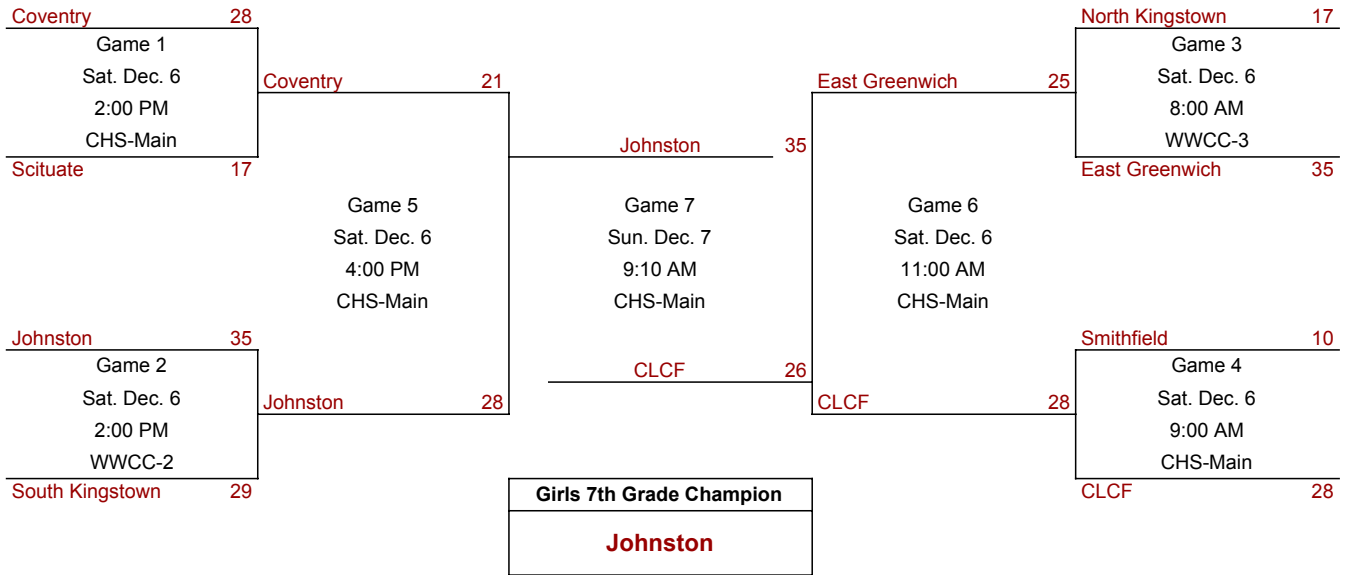 Coventry 28
Game 1
Sat. Dec. 6
2:00 PM
CHS-Main
Scituate 17
Johnston 35
Game 2
Sat. Dec. 6
2:00 PM
WWCC-2
South Kingstown 29
Coventry 21
Game 5
Sat. Dec. 6
4:00 PM
CHS-Main
Johnston 28
Johnston 35
Game 7
Sun. Dec. 7
9:10 AM
CHS-Main
CLCF 26
Girls 7th Grade Champion
Johnston
East Greenwich 25
Game 6
Sat. Dec. 6
11:00 AM
CHS-Main
CLCF 28
North Kingstown 17
Game 3
Sat. Dec. 6
8:00 AM
WWCC-3
East Greenwich 35
Smithfield 10
Game 4
Sat. Dec. 6
9:00 AM
CHS-Main
CLCF 28